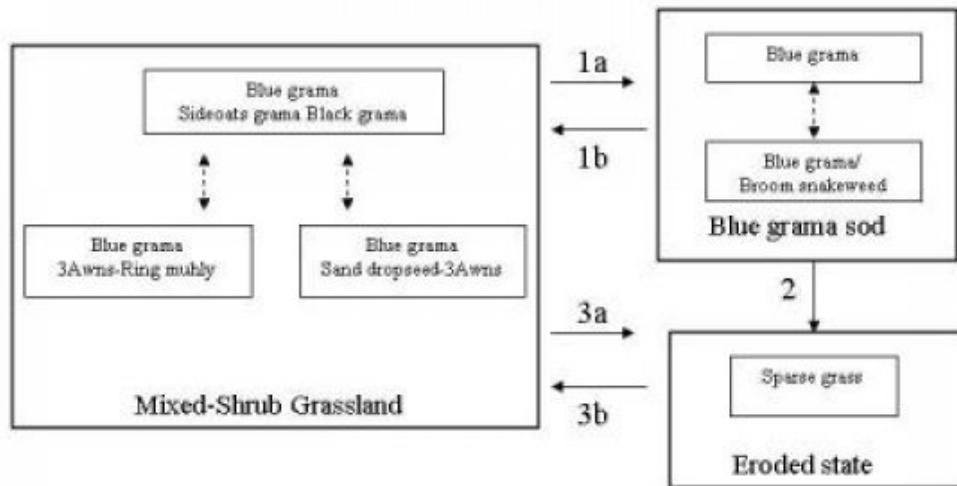 Blue grama
Sideoats grama Black grama
Blue grama
3Awns-Ring muhly
Blue grama
Sand dropseed-3Awns
Mixed-Shrub Grassland
1a
1b
Blue grama
Blue grama/
Broom snakeweed
Blue grama sod
2
3a
3b
Sparse grass
Eroded state